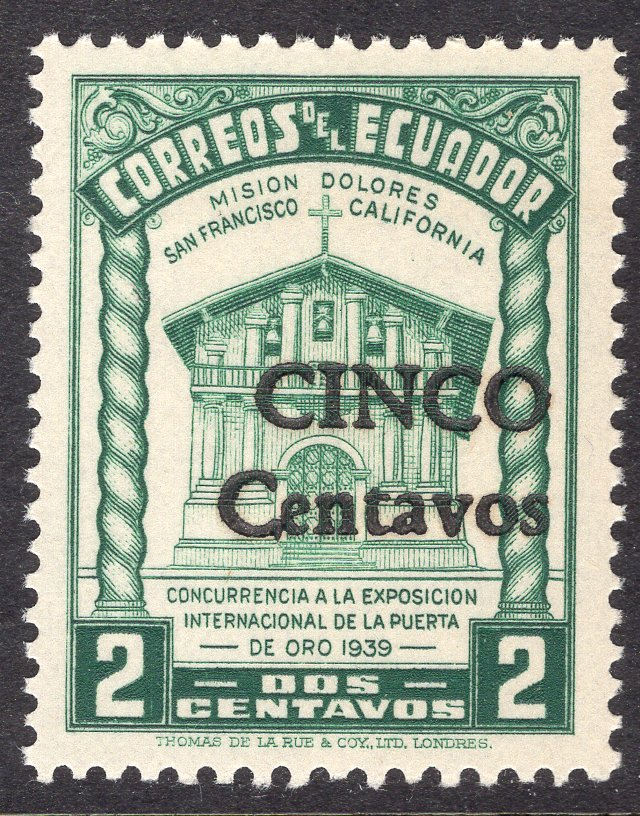 CORREOS DEL ECUADOR
MISION DOLORES
SAN FRANCISCO CALIFORNIA
CINCO
Centavos
CONCURRENCIA A LA EXPOSICION
INTERNACIONAL DE LA PUERTA
— DE ORO 1939 —
2 — DOS — 2
CENTAVOS
THOMAS DE LA RUE & COY., LTD. LONDRES.